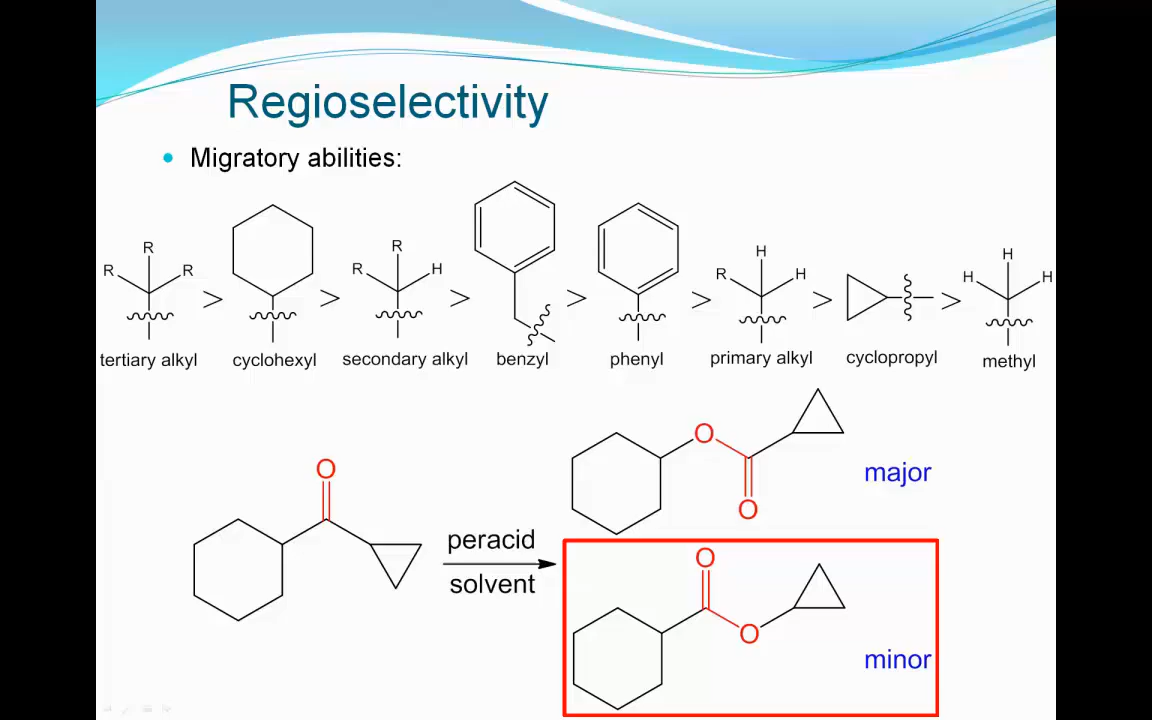 Regioselectivity
• Migratory abilities:
R R R > > R R H > > > R H H > > H H H
tertiary alkyl cyclohexyl secondary alkyl benzyl phenyl primary alkyl cyclopropyl methyl
O O
major
O
peracid
solvent
O O
minor